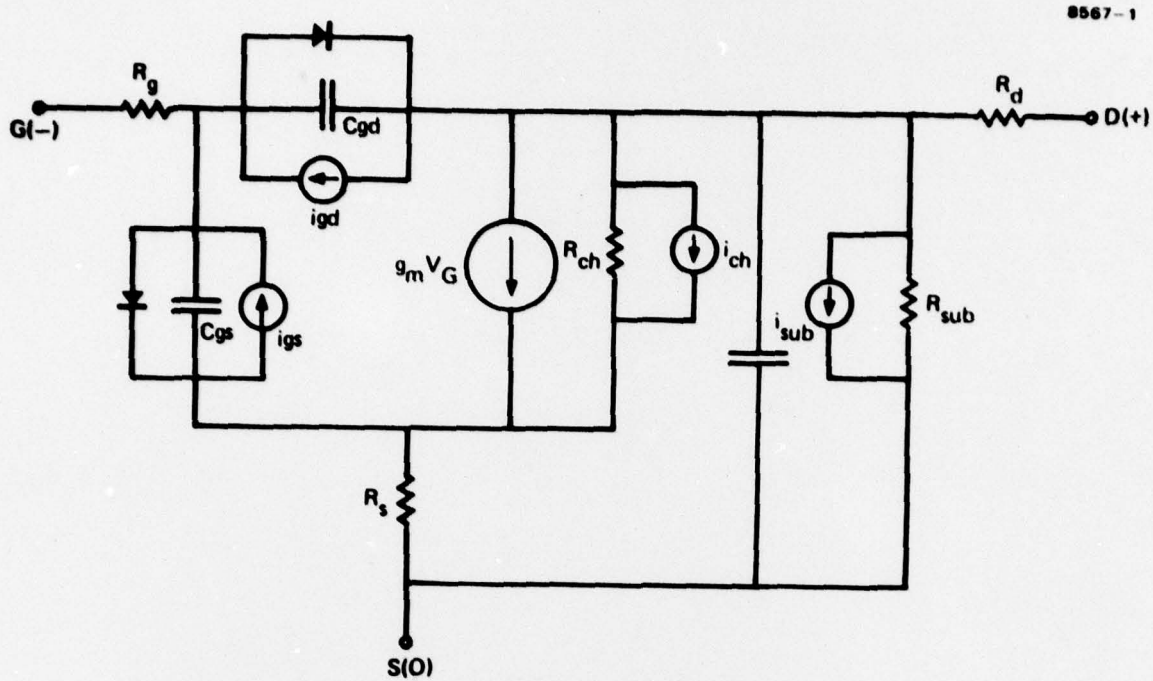 8567-1
R_g
G(-)
Cgd
igd
R_d
D(+)
Cgs
igs
g_m V_G
R_ch
i_ch
i_sub
R_sub
R_s
S(O)